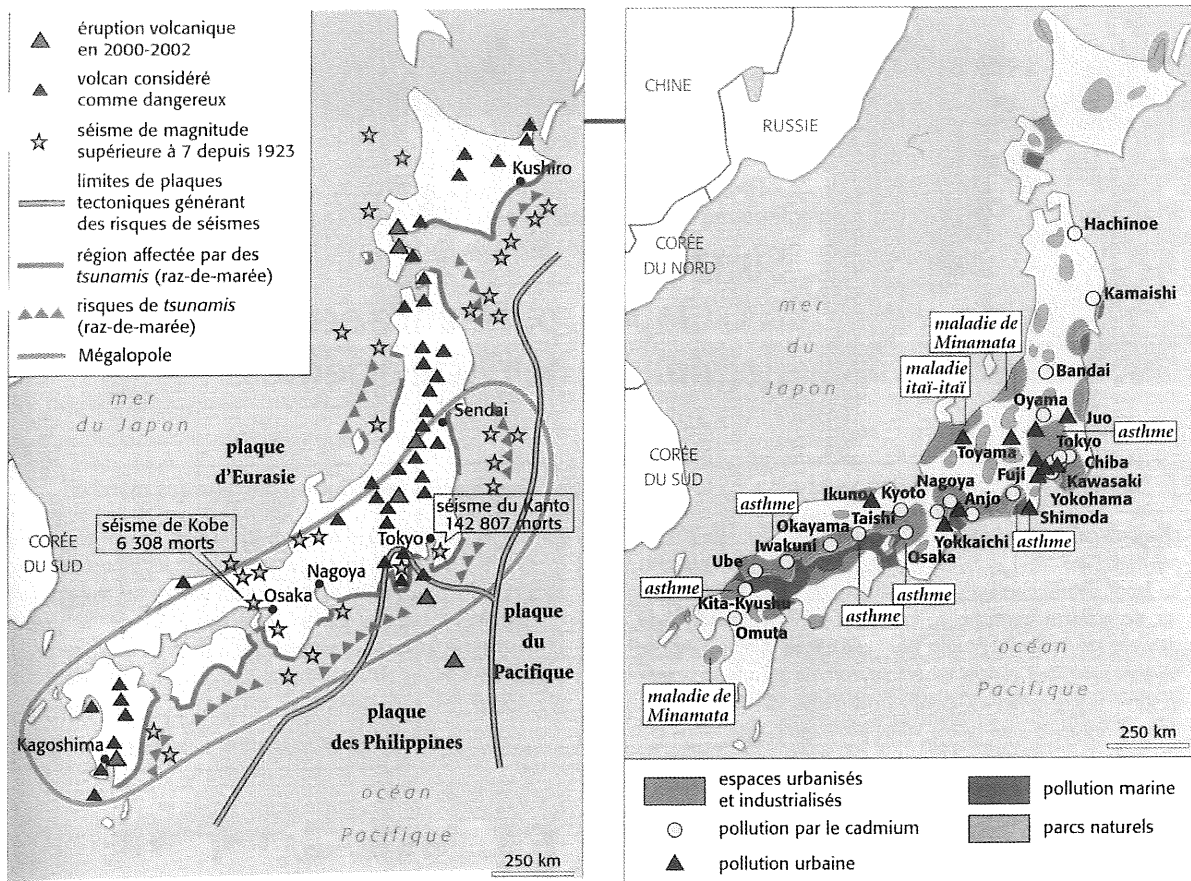 éruption volcanique
en 2000-2002
volcan considéré
comme dangereux
séisme de magnitude
supérieure à 7 depuis 1923
limites de plaques
tectoniques générant
des risques de séismes
région affectée par des
tsunamis (raz-de-marée)
risques de tsunamis
(raz-de-marée)
Mégalopole
Kushiro
mer
du Japon
Sendai
plaque
d'Eurasie
séisme du Kanto
142 807 morts
séisme de Kobe
6 308 morts
Tokyo
CORÉE
DU SUD
Nagoya
Osaka
plaque
du
Pacifique
plaque
des Philippines
Kagoshima
océan
Pacifique
250 km
CHINE
RUSSIE
CORÉE
DU NORD
Hachinoe
Kamaishi
mer
du
Japon
maladie de
Minamata
maladie
itaï-itaï
Bandai
Oyama
Juo
asthme
Toyama
Tokyo
Chiba
CORÉE
DU SUD
Fuji
Kawasaki
Nagoya
Ikuno
Kyoto
Anjo
Yokohama
asthme
Taishi
Shimoda
Okayama
asthme
Iwakuni
Yokkaichi
Ube
Osaka
asthme
asthme
asthme
Kita-Kyushu
Omuta
océan
Pacifique
maladie de
Minamata
250 km
espaces urbanisés
et industrialisés
pollution marine
pollution par le cadmium
parcs naturels
pollution urbaine